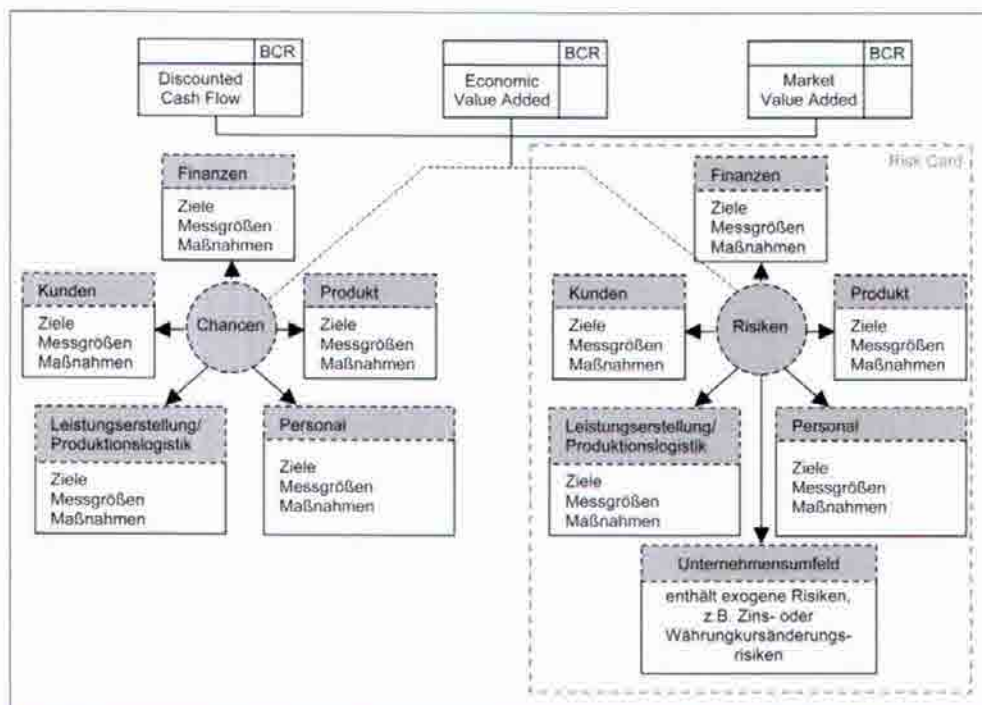 BCR
Discounted
Cash Flow
BCR
Economic
Value Added
BCR
Market
Value Added
Risk Card
Finanzen
Ziele
Messgrößen
Maßnahmen
Kunden
Ziele
Messgrößen
Maßnahmen
Chancen
Produkt
Ziele
Messgrößen
Maßnahmen
Leistungserstellung/
Produktionslogistik
Ziele
Messgrößen
Maßnahmen
Personal
Ziele
Messgrößen
Maßnahmen
Finanzen
Ziele
Messgrößen
Maßnahmen
Kunden
Ziele
Messgrößen
Maßnahmen
Risiken
Produkt
Ziele
Messgrößen
Maßnahmen
Leistungserstellung/
Produktionslogistik
Ziele
Messgrößen
Maßnahmen
Personal
Ziele
Messgrößen
Maßnahmen
Unternehmensumfeld
enthält exogene Risiken,
z.B. Zins- oder
Währungkursänderungs-
risiken